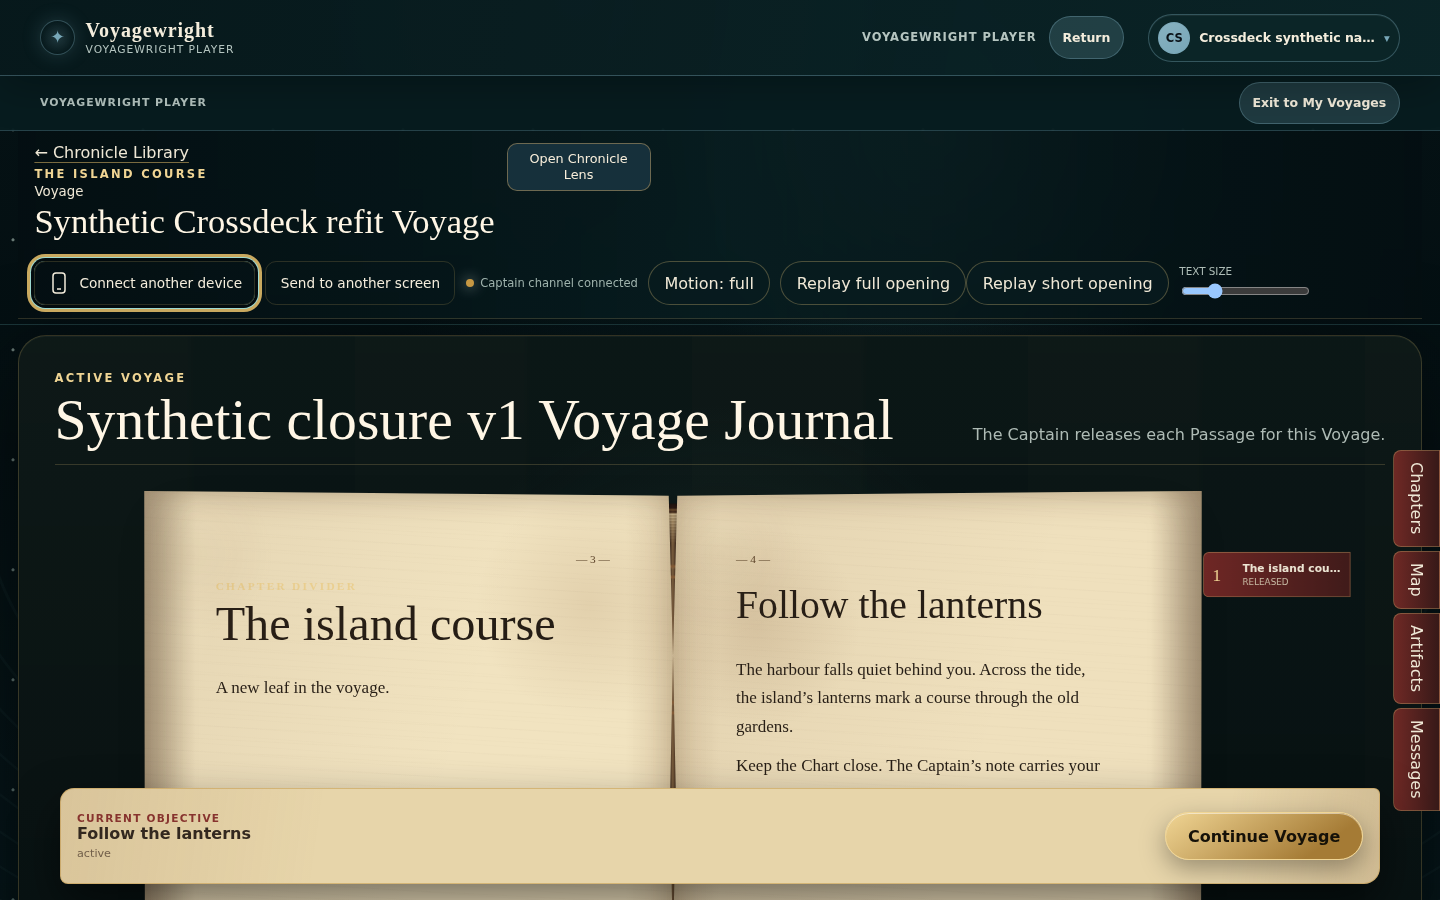 ✦ Voyagewright
VOYAGEWRIGHT PLAYER
VOYAGEWRIGHT PLAYER
Return
CS Crossdeck synthetic na… ▾
VOYAGEWRIGHT PLAYER
Exit to My Voyages
← Chronicle Library
THE ISLAND COURSE
Voyage
Synthetic Crossdeck refit Voyage
Open Chronicle
Lens
Connect another device
Send to another screen
Captain channel connected
Motion: full
Replay full opening
Replay short opening
TEXT SIZE
ACTIVE VOYAGE
Synthetic closure v1 Voyage Journal
The Captain releases each Passage for this Voyage.
— 3 —
CHAPTER DIVIDER
The island course
A new leaf in the voyage.
— 4 —
Follow the lanterns
The harbour falls quiet behind you. Across the tide,
the island’s lanterns mark a course through the old
gardens.
Keep the Chart close. The Captain’s note carries your
1 The island cou…
RELEASED
Chapters
Map
Artifacts
Messages
CURRENT OBJECTIVE
Follow the lanterns
active
Continue Voyage